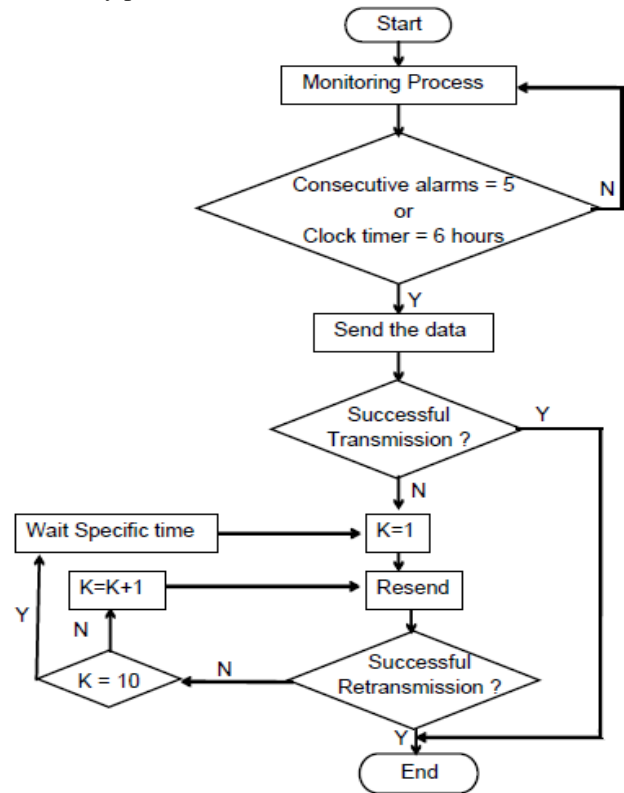 Start
Monitoring Process
Consecutive alarms = 5
or
Clock timer = 6 hours
N
Y
Send the data
Successful
Transmission ?
Y
N
Wait Specific time
K=1
K=K+1
Resend
Y
N
K = 10
N
Successful
Retransmission ?
Y
End